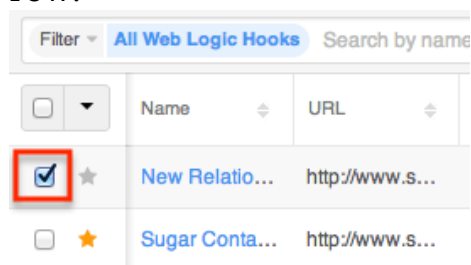 Filter All Web Logic Hooks Search by name
Name URL
New Relatio... http://www.s...
Sugar Conta... http://www.s...